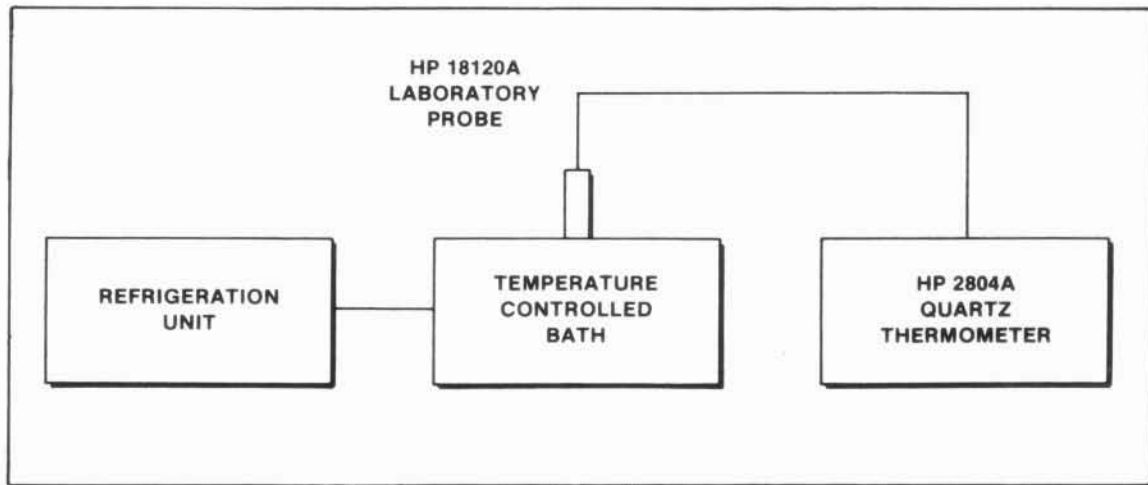 HP 18120A
LABORATORY
PROBE
REFRIGERATION
UNIT
TEMPERATURE
CONTROLLED
BATH
HP 2804A
QUARTZ
THERMOMETER